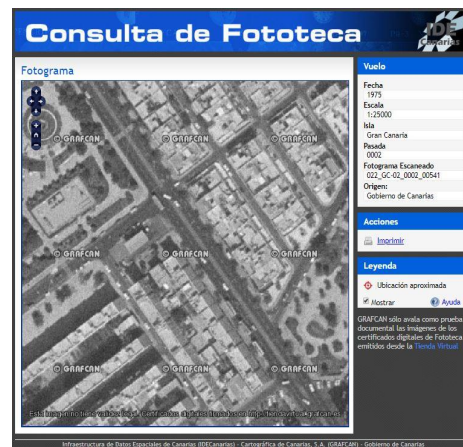 Consulta de Fototeca
IDE
Canarias
Fotograma
© GRAFCAN
© GRAFCAN
© GRAFCAN
© GRAFCAN
© GRAFCAN
© GRAFCAN
© GRAFCAN
© GRAFCAN
© GRAFCAN
Vuelo
Fecha
1975
Escala
1:25000
Isla
Gran Canaria
Pasada
0002
Fotograma Escaneado
022_GC-02_0002_00541
Origen:
Gobierno de Canarias
Acciones
Imprimir
Leyenda
Ubicación aproximada
Mostrar Ayuda
GRAFCAN sólo avala como prueba
documental las imágenes de los
certificados digitales de Fototeca
emitidos desde la Tienda Virtual
Infraestructura de Datos Espaciales de Canarias (IDECanarias) - Cartográfica de Canarias, S.A. (GRAFCAN) - Gobierno de Canarias